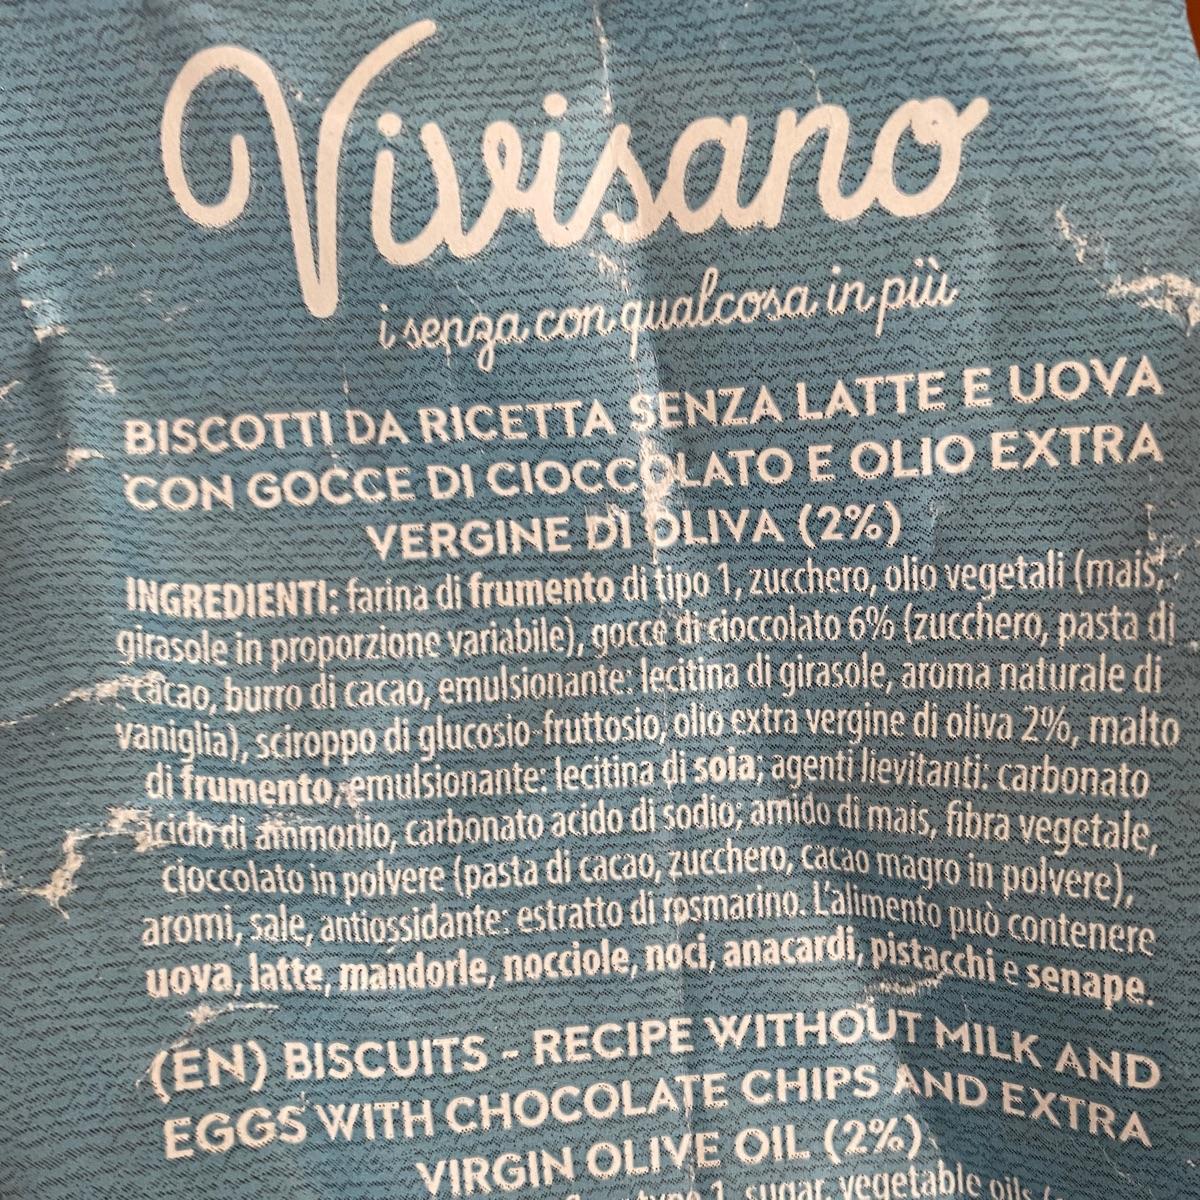 Vivisano
i senza con qualcosa in più
BISCOTTI DA RICETTA SENZA LATTE E UOVA
CON GOCCE DI CIOCCOLATO E OLIO EXTRA
VERGINE DI OLIVA (2%)
INGREDIENTI: farina di frumento di tipo 1, zucchero, olio vegetali (mais,
girasole in proporzione variabile), gocce di cioccolato 6% (zucchero, pasta di
cacao, burro di cacao, emulsionante: lecitina di girasole, aroma naturale di
vaniglia), sciroppo di glucosio-fruttosio, olio extra vergine di oliva 2%, malto
di frumento, emulsionante: lecitina di soia; agenti lievitanti: carbonato
acido di ammonio, carbonato acido di sodio; amido di mais, fibra vegetale,
cioccolato in polvere (pasta di cacao, zucchero, cacao magro in polvere),
aromi, sale, antiossidante: estratto di rosmarino. L'alimento può contenere
uova, latte, mandorle, nocciole, noci, anacardi, pistacchi e senape.
(EN) BISCUITS - RECIPE WITHOUT MILK AND
EGGS WITH CHOCOLATE CHIPS AND EXTRA
VIRGIN OLIVE OIL (2%)
type 1, sugar, vegetable oils